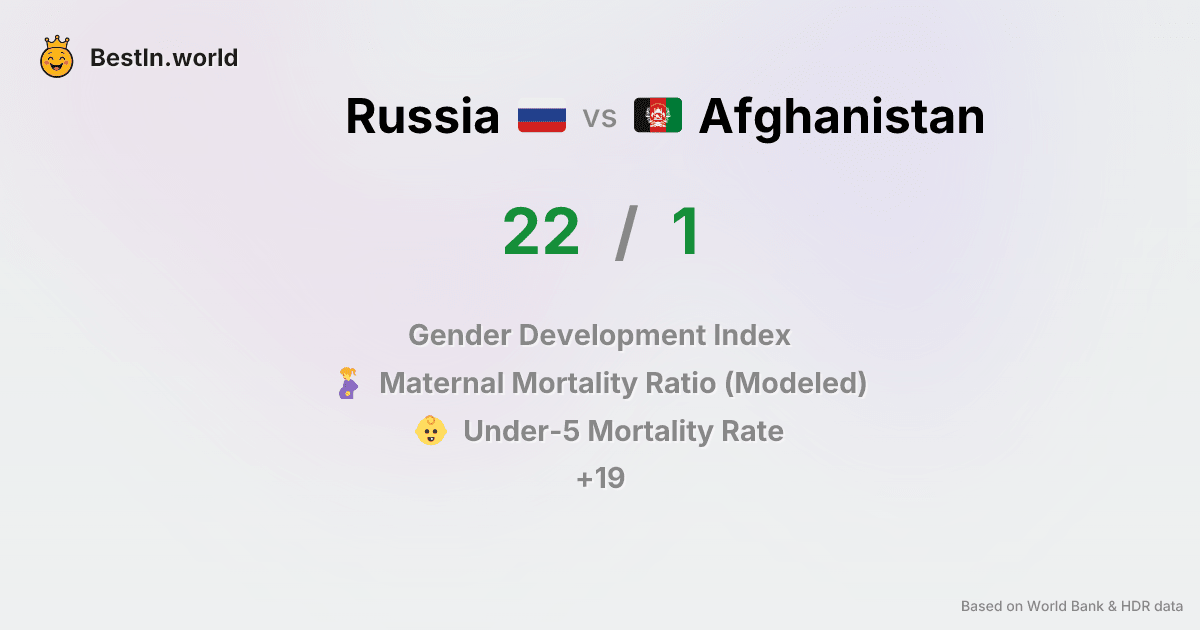 BestIn.world
Russia vs Afghanistan
22 / 1
Gender Development Index
Maternal Mortality Ratio (Modeled)
Under-5 Mortality Rate
+19
Based on World Bank & HDR data